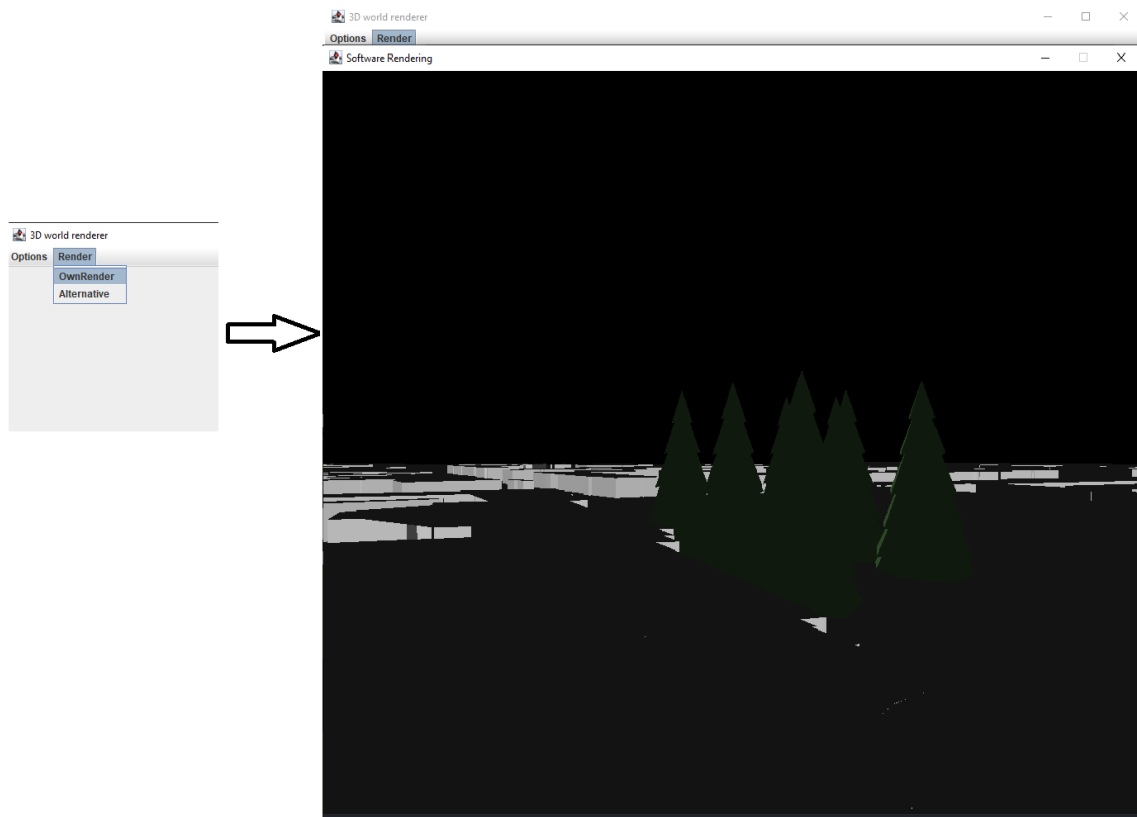 3D world renderer
Options Render
OwnRender
Alternative
3D world renderer
Options Render
Software Rendering